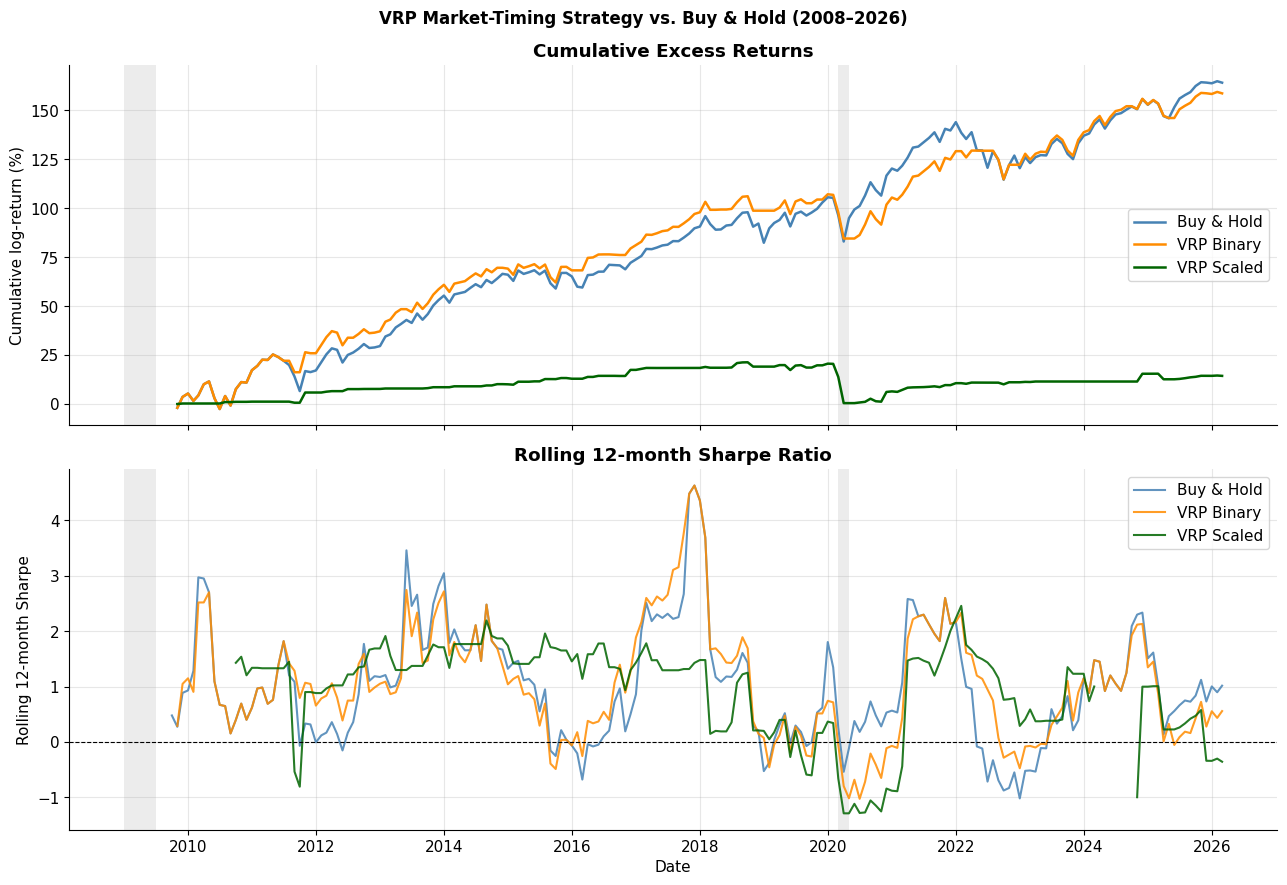 VRP Market-Timing Strategy vs. Buy & Hold (2008–2026)
Cumulative Excess Returns
Cumulative log-return (%)
150
125
100
75
50
25
0
Buy & Hold
VRP Binary
VRP Scaled
Rolling 12-month Sharpe Ratio
Rolling 12-month Sharpe
4
3
2
1
0
−1
Buy & Hold
VRP Binary
VRP Scaled
2010 2012 2014 2016 2018 2020 2022 2024 2026
Date